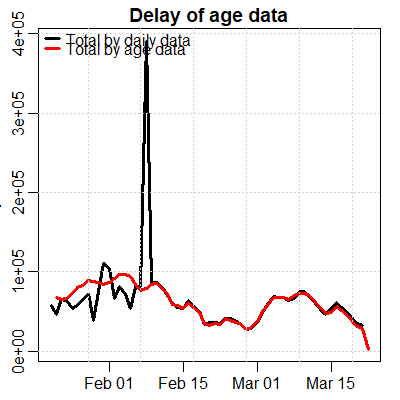 Delay of age data
Total by daily data
Total by age data
4e+05
3e+05
2e+05
1e+05
0e+00
Feb 01 Feb 15 Mar 01 Mar 15